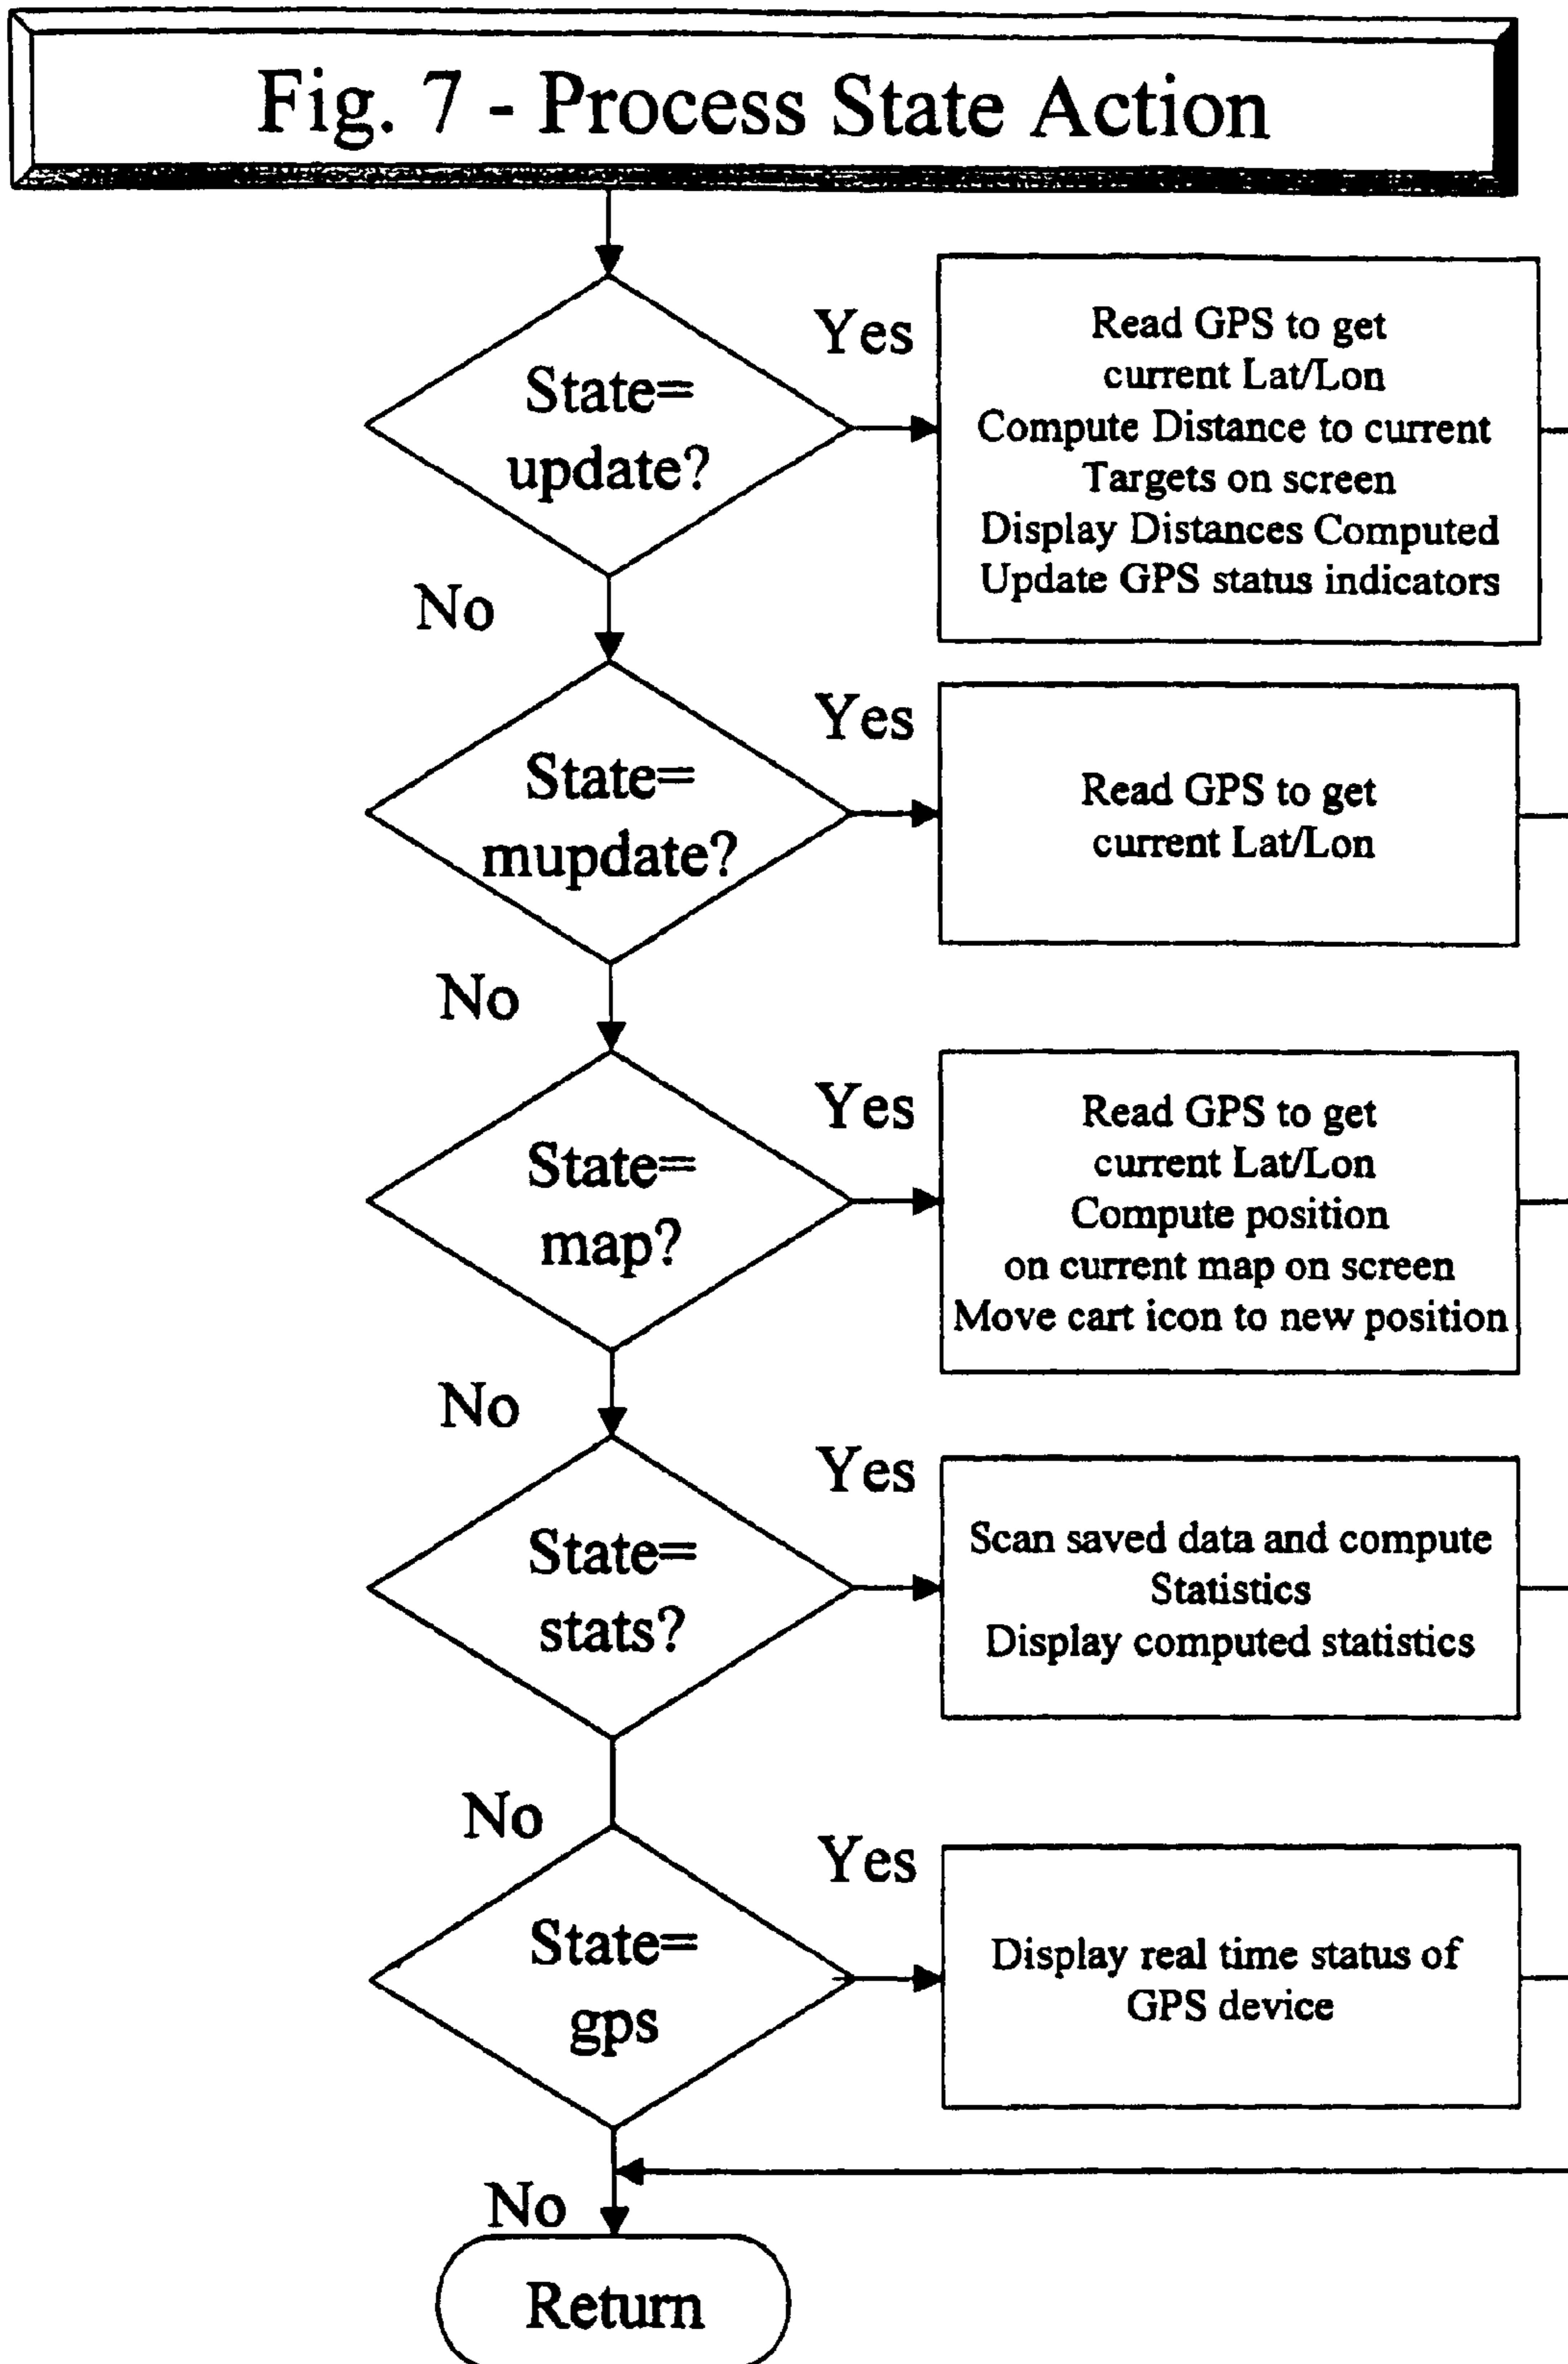 Fig. 7 - Process State Action
State=
update?
Yes
Read GPS to get
current Lat/Lon
Compute Distance to current
Targets on screen
Display Distances Computed
Update GPS status indicators
No
State=
mupdate?
Yes
Read GPS to get
current Lat/Lon
No
State=
map?
Yes
Read GPS to get
current Lat/Lon
Compute position
on current map on screen
Move cart icon to new position
No
State=
stats?
Yes
Scan saved data and compute
Statistics
Display computed statistics
No
State=
gps
Yes
Display real time status of
GPS device
No
Return